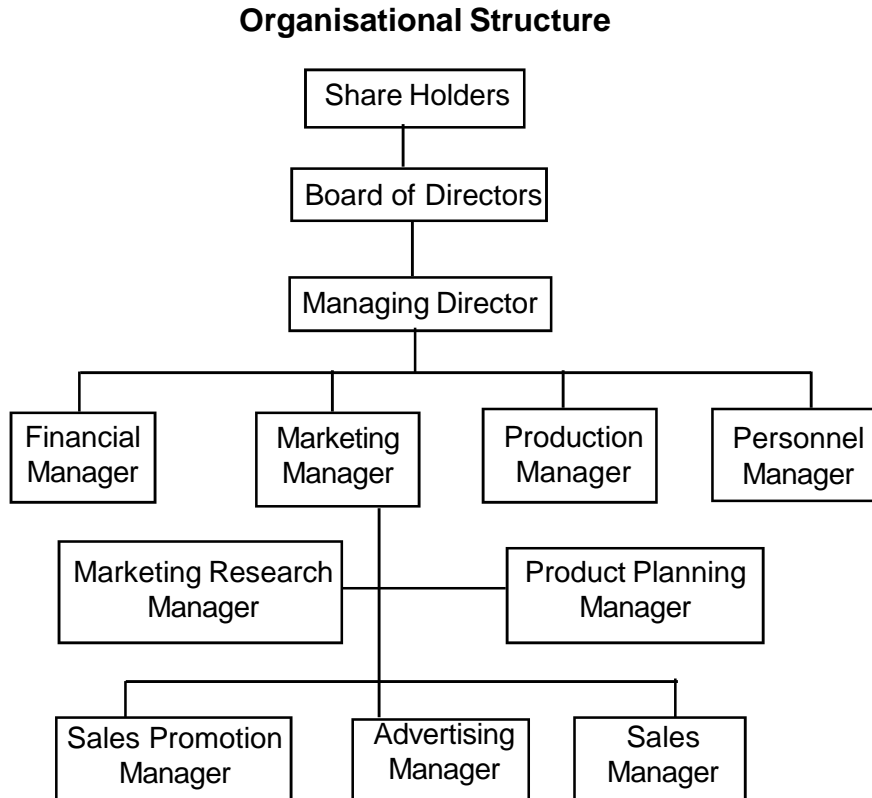 Organisational Structure
Share Holders
Board of Directors
Managing Director
Financial
Manager
Marketing
Manager
Production
Manager
Personnel
Manager
Marketing Research
Manager
Product Planning
Manager
Sales Promotion
Manager
Advertising
Manager
Sales
Manager